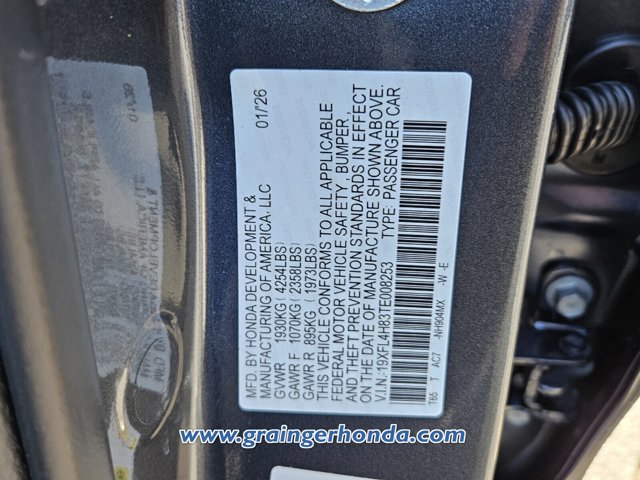 MFD. BY HONDA DEVELOPMENT & 01/26
MANUFACTURING OF AMERICA, LLC
GVWR 1930KG ( 4254LBS)
GAWR F 1070KG ( 2358LBS)
GAWR R 895KG ( 1973LBS)
THIS VEHICLE CONFORMS TO ALL APPLICABLE
FEDERAL MOTOR VEHICLE SAFETY, BUMPER,
AND THEFT PREVENTION STANDARDS IN EFFECT
ON THE DATE OF MANUFACTURE SHOWN ABOVE.
V.I.N.: 19XFL4H83TE008253 TYPE: PASSENGER CAR
T65 T AC7 -NH904MX -W -E
www.graingerhonda.com